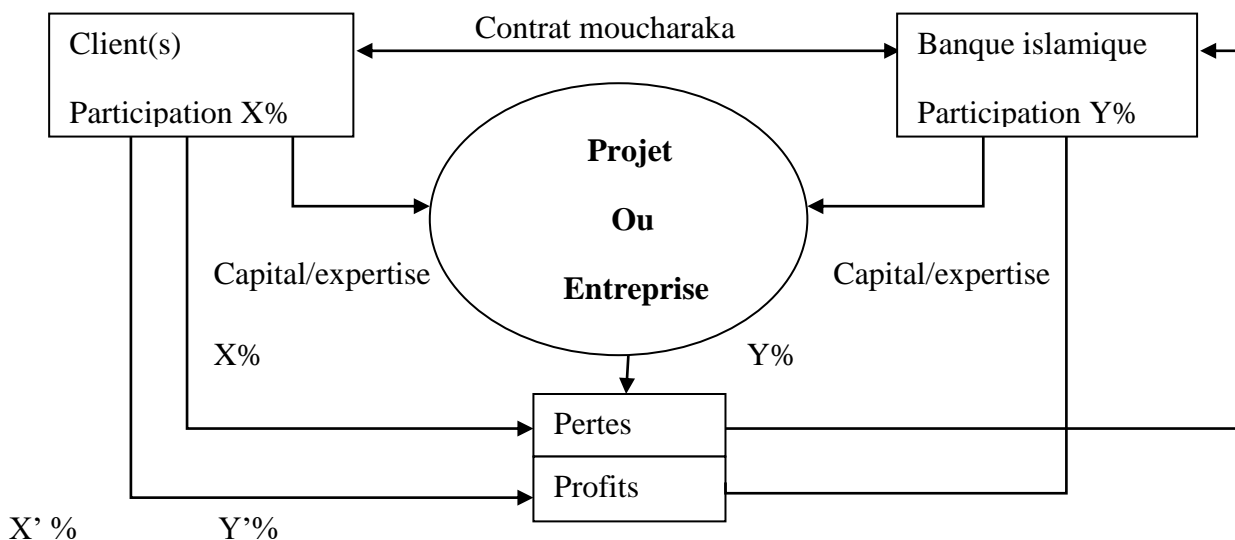 Client(s)
Participation X%
Contrat moucharaka
Banque islamique
Participation Y%
Projet
Ou
Entreprise
Capital/expertise
Capital/expertise
X%
Y%
Pertes
Profits
X’ %
Y’%